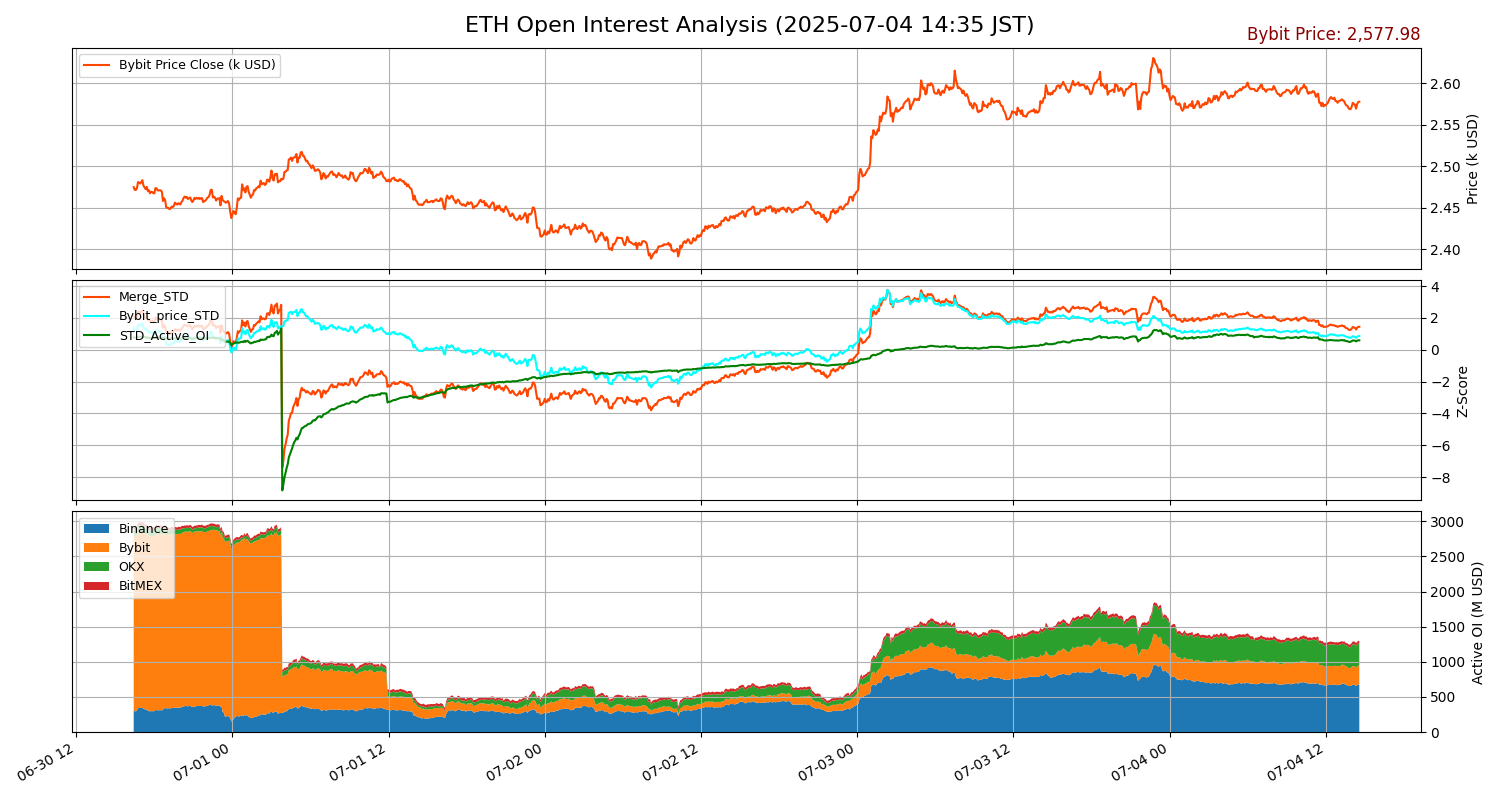 ETH Open Interest Analysis (2025-07-04 14:35 JST)
Bybit Price: 2,577.98
Bybit Price Close (k USD)
2.60
2.55
2.50
2.45
2.40
Price (k USD)
Merge_STD
Bybit_price_STD
STD_Active_OI
4
2
0
−2
−4
−6
−8
Z-Score
Binance
Bybit
OKX
BitMEX
3000
2500
2000
1500
1000
500
0
Active OI (M USD)
06-30 12
07-01 00
07-01 12
07-02 00
07-02 12
07-03 00
07-03 12
07-04 00
07-04 12